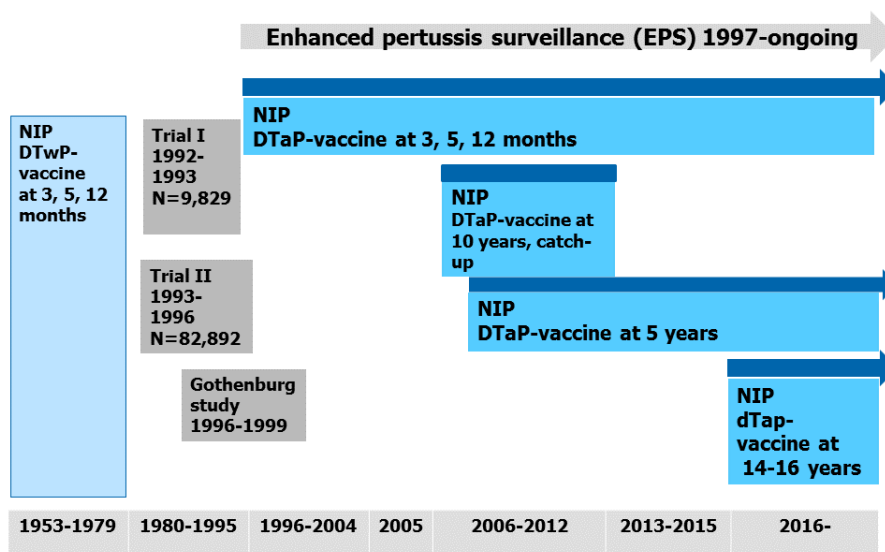 Enhanced pertussis surveillance (EPS) 1997-ongoing
NIP
DTwP-
vaccine
at 3, 5, 12
months
Trial I
1992-
1993
N=9,829
NIP
DTaP-vaccine at 3, 5, 12 months
NIP
DTaP-vaccine at
10 years, catch-
up
Trial II
1993-
1996
N=82,892
NIP
DTaP-vaccine at 5 years
Gothenburg
study
1996-1999
NIP
dTap-
vaccine at
14-16 years
1953-1979
1980-1995
1996-2004
2005
2006-2012
2013-2015
2016-